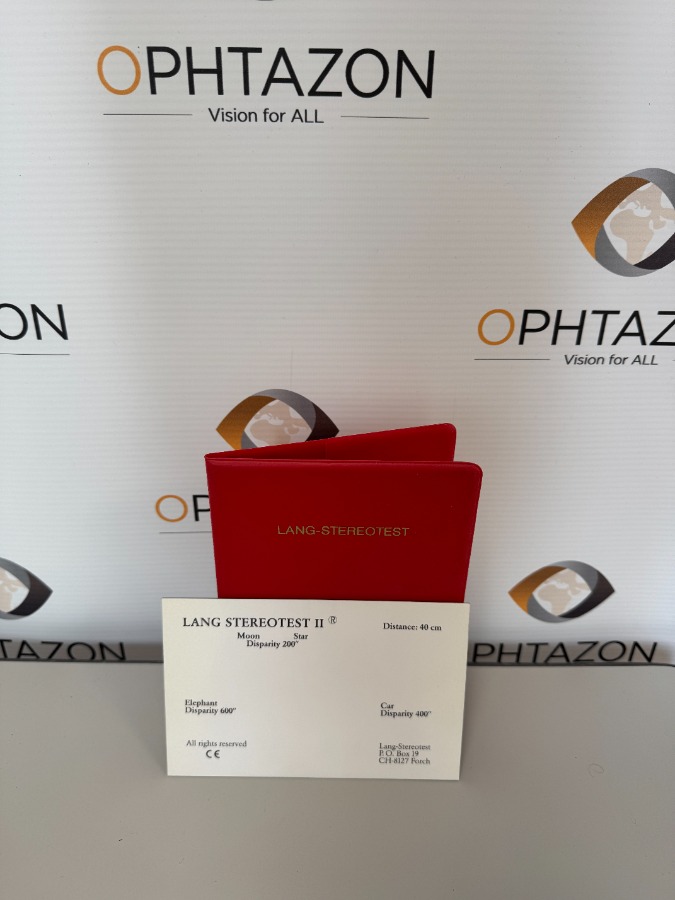 OPHTAZON
Vision for ALL
ON
OPHTAZ
Vision for ALL
OP
LANG-STEREOTEST
TAZON
PHTAZON
LANG STEREOTEST II ®
Distance: 40 cm
Moon Star
Disparity 200"
Elephant
Disparity 600"
Car
Disparity 400"
All rights reserved
CE
Lang-Stereotest
P.O. Box 19
CH-8127 Forch